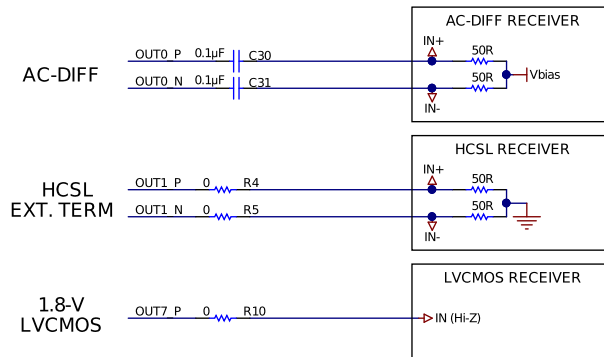 AC-DIFF RECEIVER
IN+
OUT0_P 0.1µF C30 50R
AC-DIFF
Vbias
OUT0_N 0.1µF C31 50R
IN-
HCSL RECEIVER
IN+
OUT1_P 0 R4 50R
HCSL
EXT. TERM
OUT1_N 0 R5 50R
IN-
LVCMOS RECEIVER
1.8-V
LVCMOS
OUT7_P 0 R10 IN (Hi-Z)